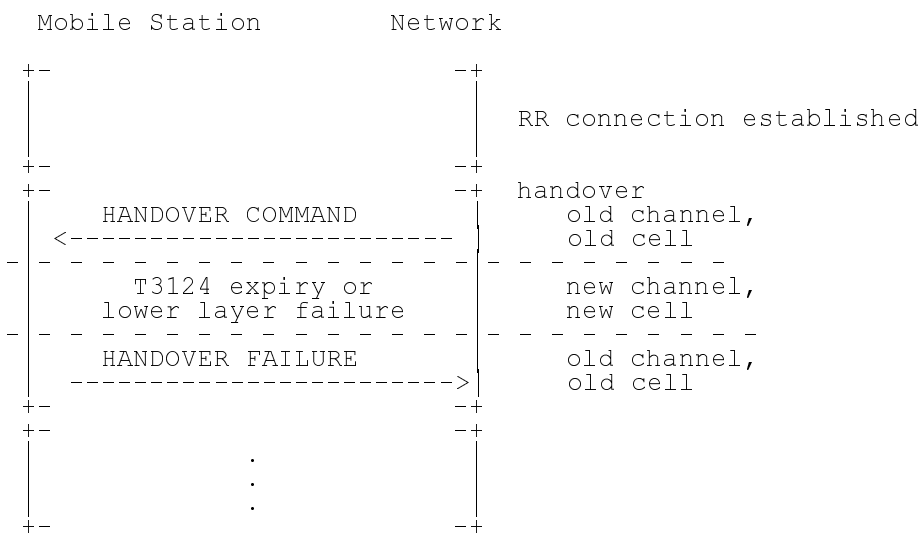 Mobile Station Network
RR connection established
handover
HANDOVER COMMAND old channel,
old cell
T3124 expiry or new channel,
lower layer failure new cell
HANDOVER FAILURE old channel,
old cell